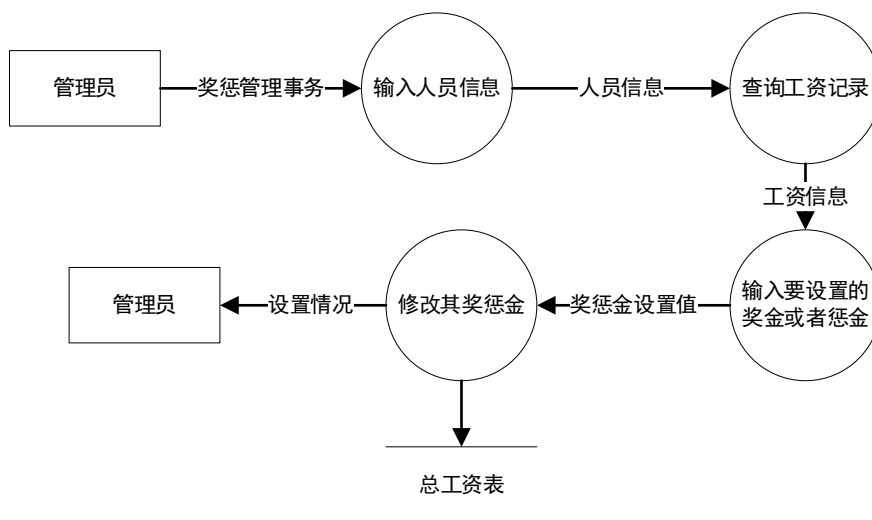 管理员
奖惩管理事务
输入人员信息
人员信息
查询工资记录
工资信息
输入要设置的
奖金或者惩金
奖惩金设置值
修改其奖惩金
设置情况
管理员
总工资表